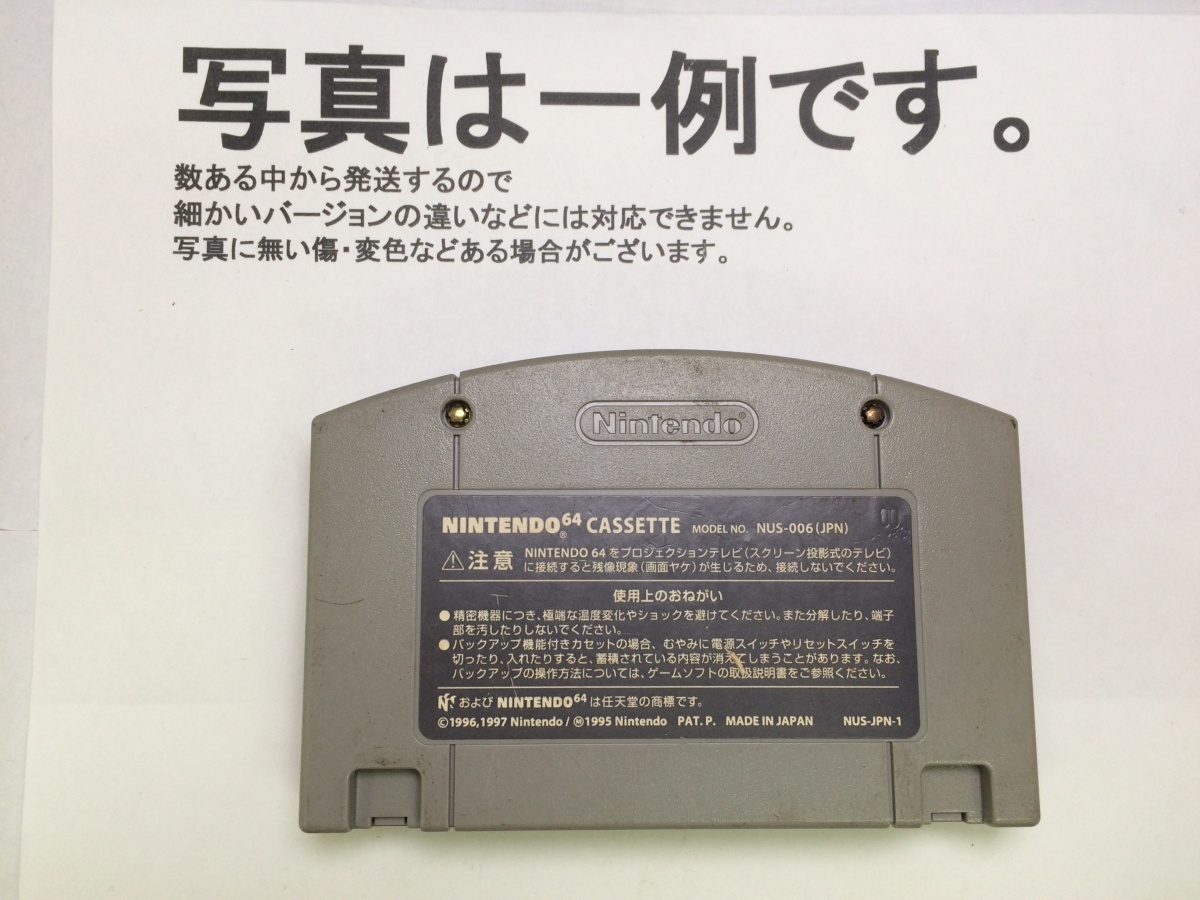 写真は一例です。
数ある中から発送するので
細かいバージョンの違いなどには対応できません。
写真に無い傷・変色などある場合がございます。
Nintendo®
NINTENDO64® CASSETTE MODEL NO. NUS-006(JPN)
00
⚠注意 NINTENDO 64をプロジェクションテレビ(スクリーン投影式のテレビ)
に接続すると残像現象(画面ヤケ)が生じるため、接続しないでください。
使用上のおねがい
●精密機器につき、極端な温度変化やショックを避けてください。また分解したり、端子
部を汚したりしないでください。
●バックアップ機能付きカセットの場合、むやみに電源スイッチやリセットスイッチを
切ったり、入れたりすると、蓄積されている内容が消えてしまうことがあります。なお、
バックアップの操作方法については、ゲームソフトの取扱説明書をご参照ください。
および NINTENDO64 は任天堂の商標です。
©1996,1997 Nintendo/Ⓜ1995 Nintendo PAT. P. MADE IN JAPAN NUS-JPN-1